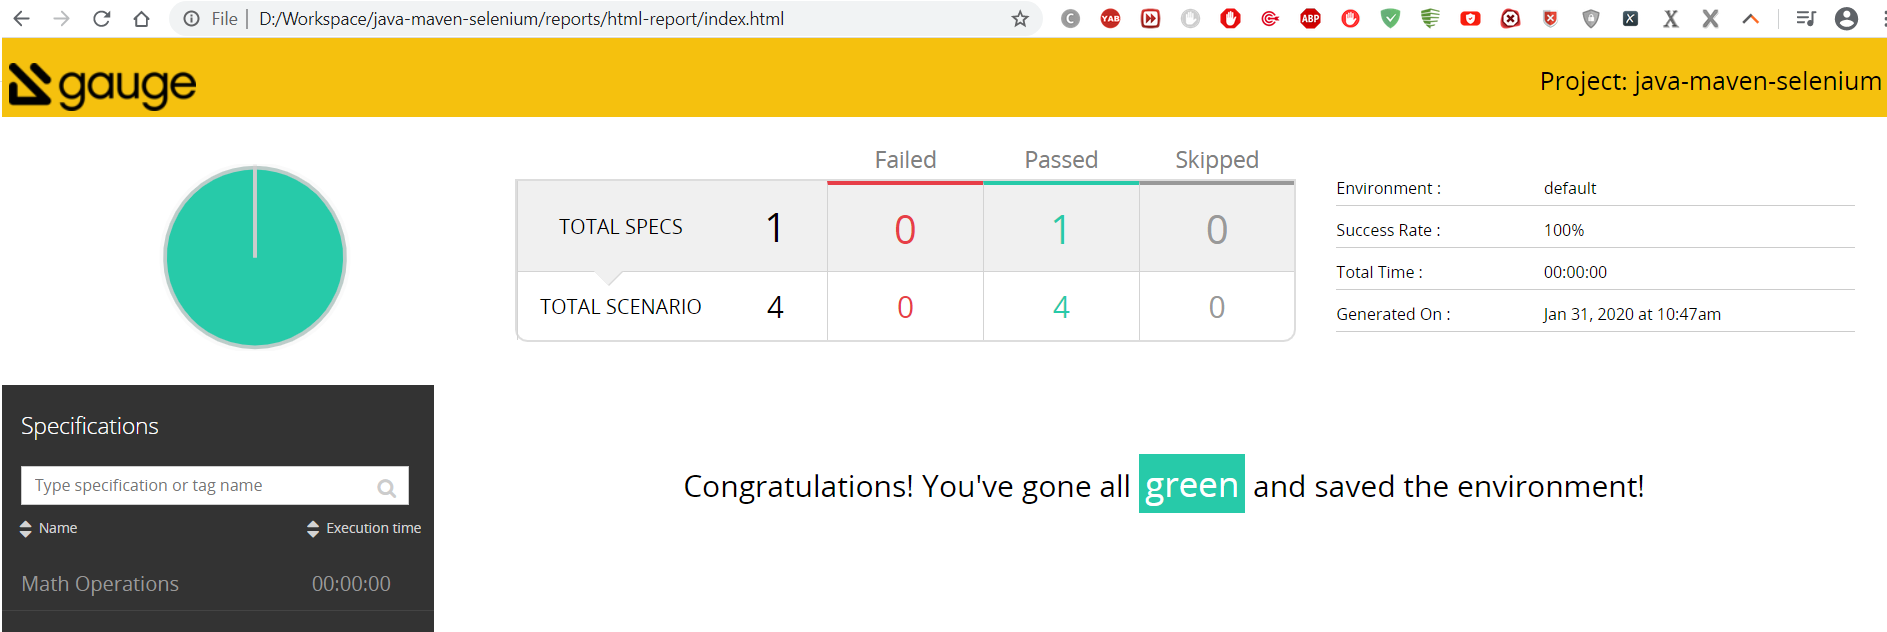 File | D:/Workspace/java-maven-selenium/reports/html-report/index.html
C YAB ABP X X X
gauge
Project: java-maven-selenium
Failed Passed Skipped
TOTAL SPECS 1 0 1 0
TOTAL SCENARIO 4 0 4 0
Environment : default
Success Rate : 100%
Total Time : 00:00:00
Generated On : Jan 31, 2020 at 10:47am
Specifications
Type specification or tag name
Name Execution time
Math Operations 00:00:00
Congratulations! You've gone all green and saved the environment!